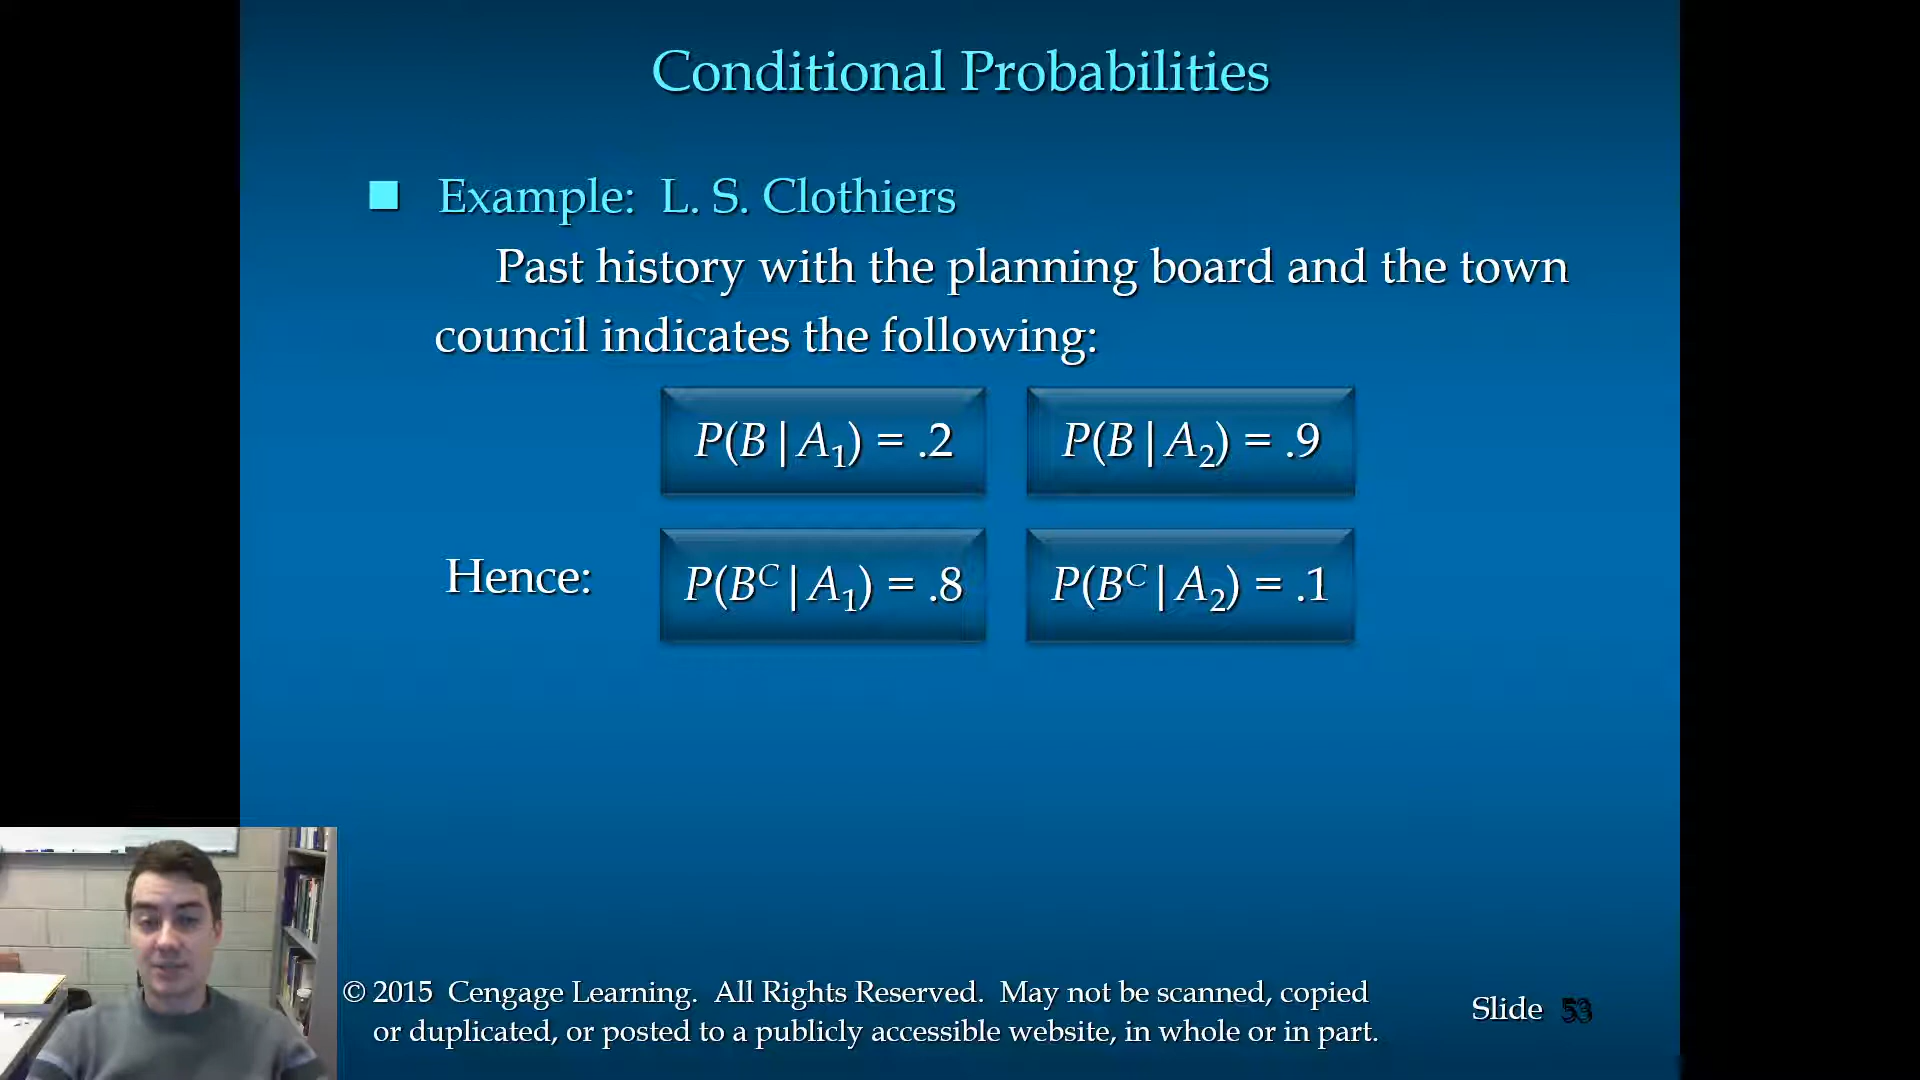 Conditional Probabilities
Example: L. S. Clothiers
Past history with the planning board and the town
council indicates the following:
P(B | A₁) = .2 P(B | A₂) = .9
Hence: P(Bᶜ | A₁) = .8 P(Bᶜ | A₂) = .1
© 2015 Cengage Learning. All Rights Reserved. May not be scanned, copied
or duplicated, or posted to a publicly accessible website, in whole or in part.
Slide